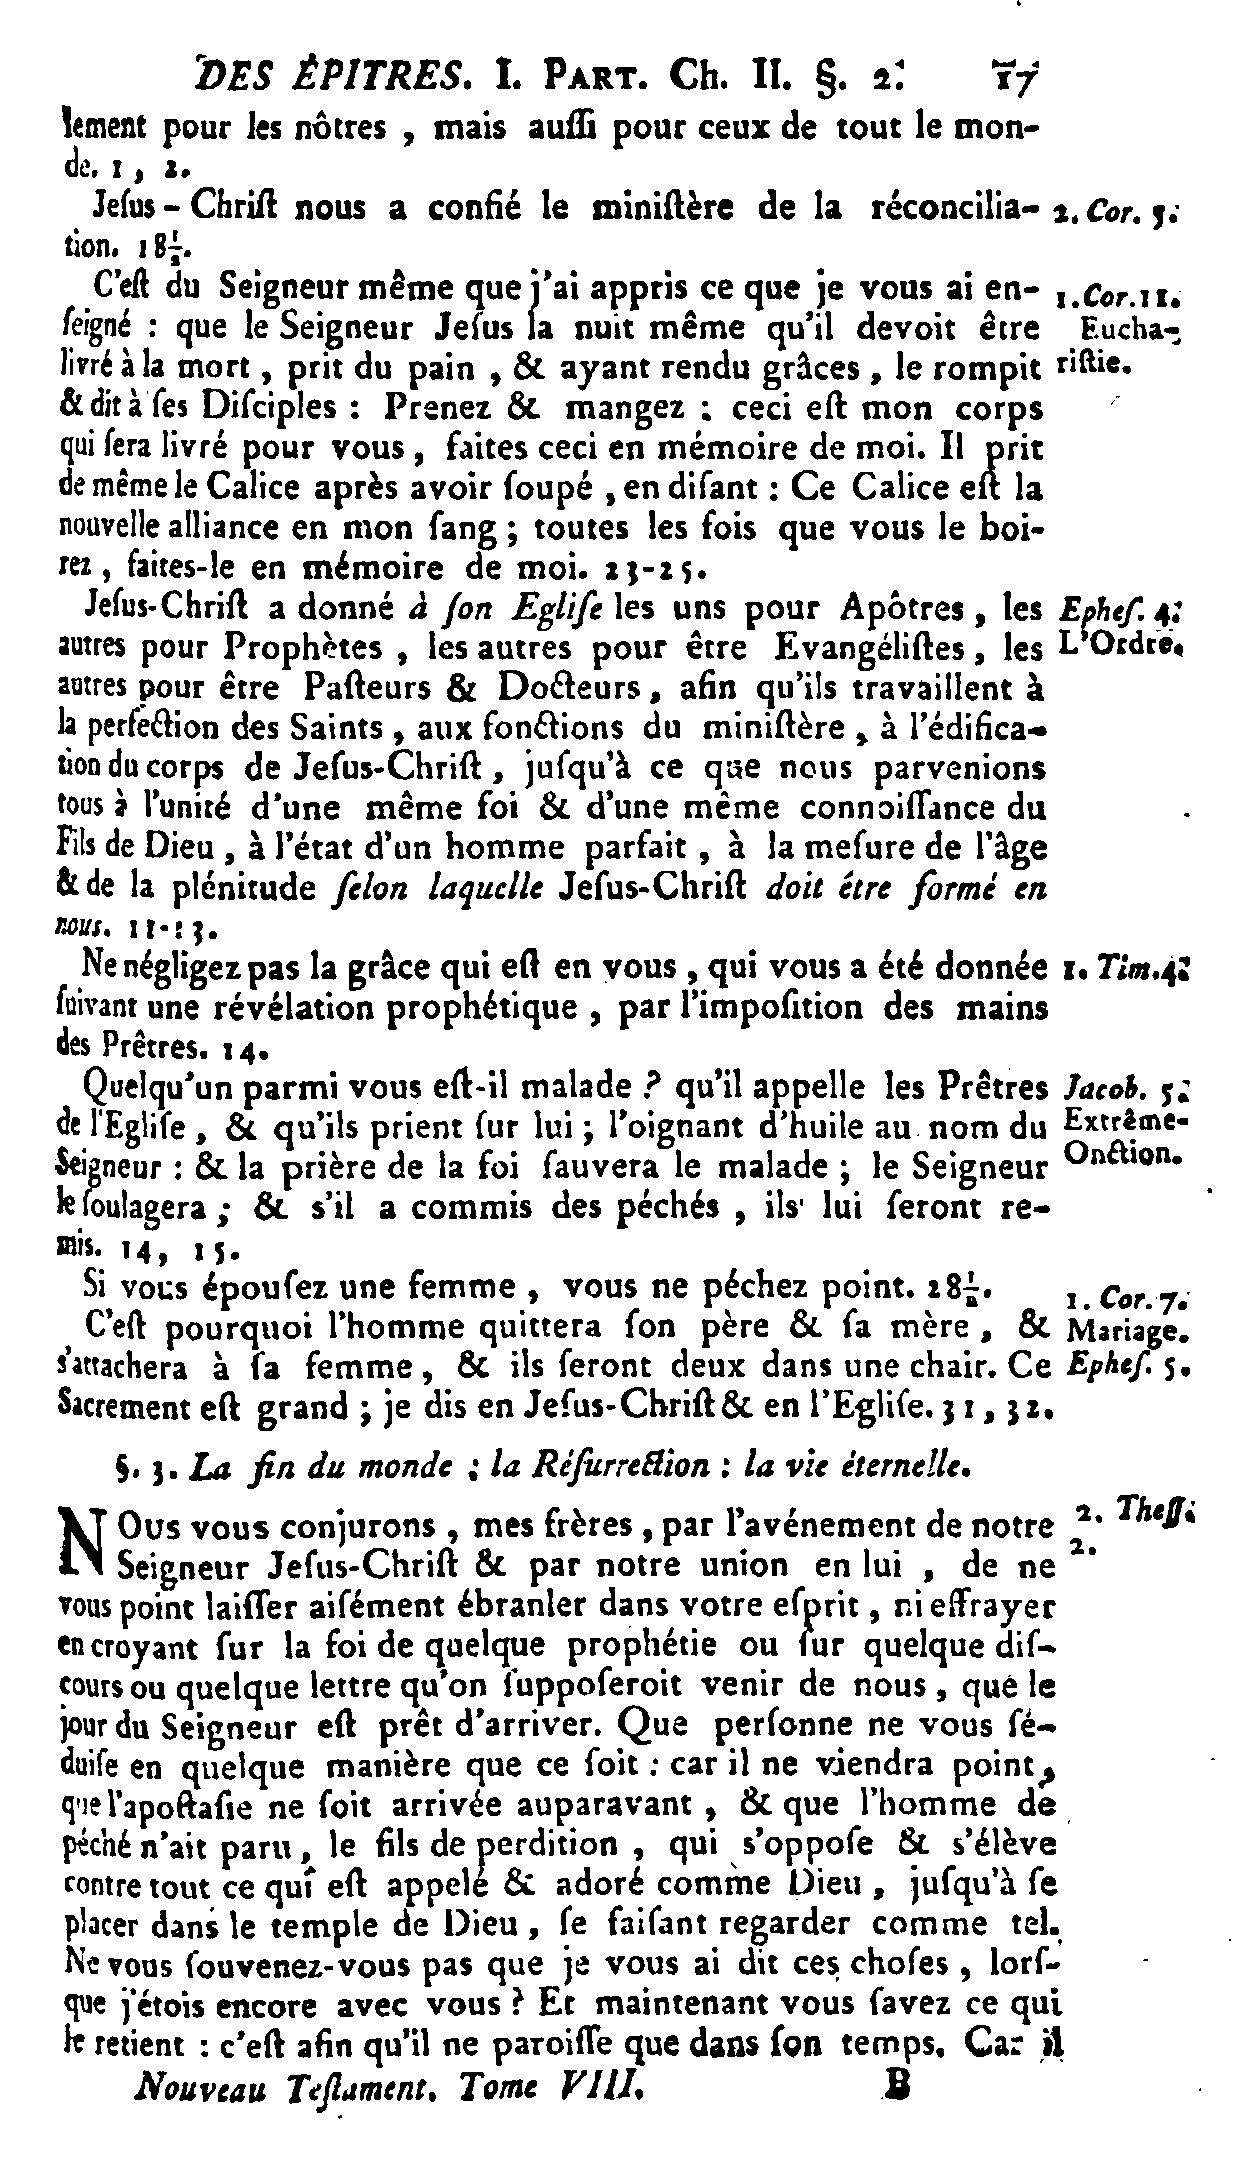 DES ÉPITRES. I. PART. Ch. II. §. 2. 17
lement pour les nôtres , mais auſſi pour ceux de tout le mon-
de. 1 , 2.
Jeſus - Chriſt nous a confié le miniſtère de la réconcilia- 2. Cor. 5.
tion. 18½.
C'eſt du Seigneur même que j'ai appris ce que je vous ai en- 1. Cor. 11.
ſeigné : que le Seigneur Jeſus la nuit même qu'il devoit être Eucha-
livré à la mort , prit du pain , & ayant rendu grâces , le rompit riſtie.
& dit à ſes Diſciples : Prenez & mangez : ceci eſt mon corps
qui ſera livré pour vous , faites ceci en mémoire de moi. Il prit
de même le Calice après avoir ſoupé , en diſant : Ce Calice eſt la
nouvelle alliance en mon ſang ; toutes les fois que vous le boi-
rez , faites-le en mémoire de moi. 23-25.
Jeſus-Chriſt a donné à ſon Egliſe les uns pour Apôtres , les Epheſ. 4.
autres pour Prophètes , les autres pour être Evangéliſtes , les L'Ordre.
autres pour être Paſteurs & Docteurs , afin qu'ils travaillent à
la perfection des Saints , aux fonctions du miniſtère , à l'édifica-
tion du corps de Jeſus-Chriſt , juſqu'à ce que nous parvenions
tous à l'unité d'une même foi & d'une même connoiſſance du
Fils de Dieu , à l'état d'un homme parfait , à la meſure de l'âge
& de la plénitude ſelon laquelle Jeſus-Chriſt doit être formé en
nous. 11-13.
Ne négligez pas la grâce qui eſt en vous , qui vous a été donnée 1. Tim. 4.
ſuivant une révélation prophétique , par l'impoſition des mains
des Prêtres. 14.
Quelqu'un parmi vous eſt-il malade ? qu'il appelle les Prêtres Jacob. 5.
de l'Egliſe , & qu'ils prient ſur lui ; l'oignant d'huile au nom du Extrême-
Seigneur : & la prière de la foi ſauvera le malade ; le Seigneur Onction.
le ſoulagera ; & s'il a commis des péchés , ils lui ſeront re-
mis. 14, 15.
Si vous épouſez une femme , vous ne péchez point. 28½. 1. Cor. 7.
C'eſt pourquoi l'homme quittera ſon père & ſa mère , & Mariage.
s'attachera à ſa femme , & ils ſeront deux dans une chair. Ce Epheſ. 5.
Sacrement eſt grand ; je dis en Jeſus-Chriſt & en l'Egliſe. 31, 32.
§. 3. La fin du monde ; la Réſurrection : la vie éternelle.
NOUS vous conjurons , mes frères , par l'avénement de notre 2. Theſſ.
Seigneur Jeſus-Chriſt & par notre union en lui , de ne 2.
vous point laiſſer aiſément ébranler dans votre eſprit , ni effrayer
en croyant ſur la foi de quelque prophétie ou ſur quelque diſ-
cours ou quelque lettre qu'on ſuppoſeroit venir de nous , que le
jour du Seigneur eſt prêt d'arriver. Que perſonne ne vous ſé-
duiſe en quelque manière que ce ſoit : car il ne viendra point,
que l'apoſtaſie ne ſoit arrivée auparavant , & que l'homme de
péché n'ait paru , le fils de perdition , qui s'oppoſe & s'élève
contre tout ce qui eſt appelé & adoré comme Dieu , juſqu'à ſe
placer dans le temple de Dieu , ſe faiſant regarder comme tel.
Ne vous ſouvenez-vous pas que je vous ai dit ces choſes , lorſ-
que j'étois encore avec vous ? Et maintenant vous ſavez ce qui
le retient : c'eſt afin qu'il ne paroiſſe que dans ſon temps. Car il
Nouveau Teſtament. Tome VIII. B